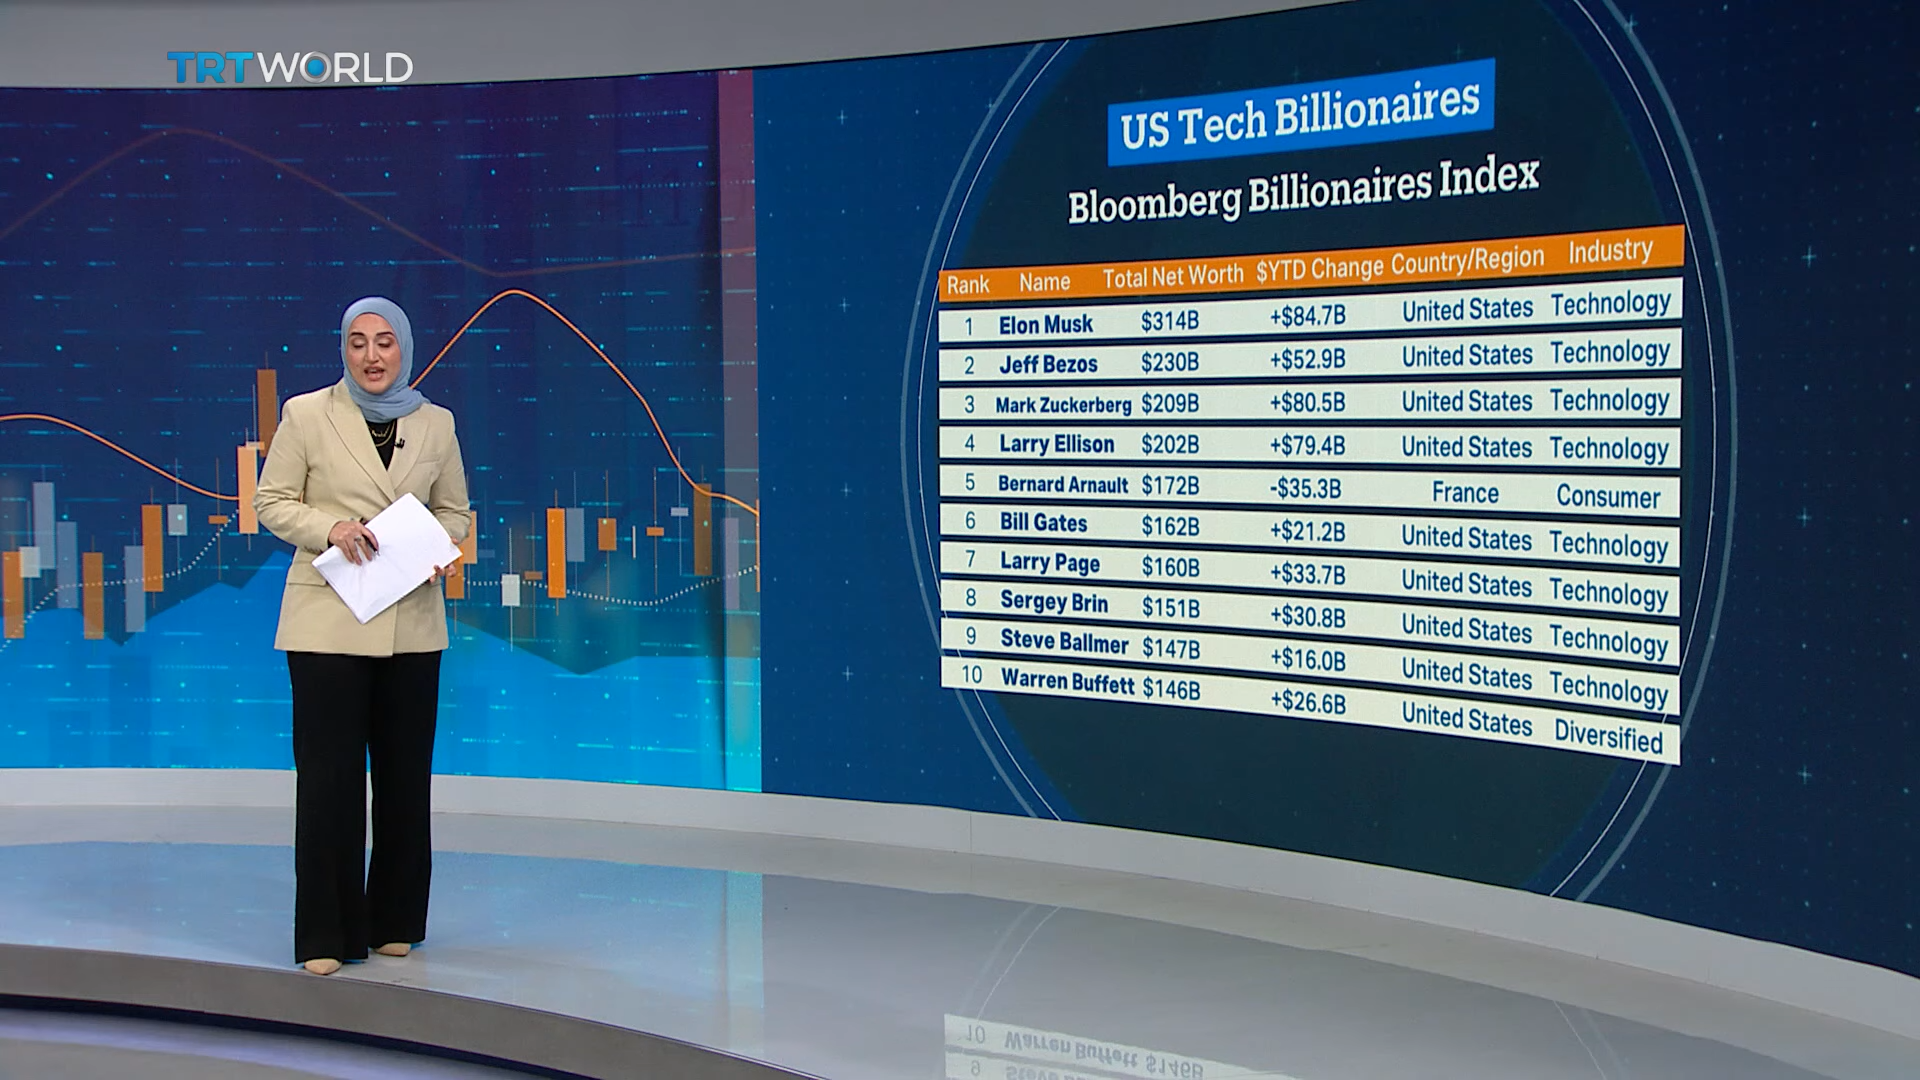 TRT WORLD
US Tech Billionaires
Bloomberg Billionaires Index
Rank Name Total Net Worth $YTD Change Country/Region Industry
1 Elon Musk $314B +$84.7B United States Technology
2 Jeff Bezos $230B +$52.9B United States Technology
3 Mark Zuckerberg $209B +$80.5B United States Technology
4 Larry Ellison $202B +$79.4B United States Technology
5 Bernard Arnault $172B -$35.3B France Consumer
6 Bill Gates $162B +$21.2B United States Technology
7 Larry Page $160B +$33.7B United States Technology
8 Sergey Brin $151B +$30.8B United States Technology
9 Steve Ballmer $147B +$16.0B United States Technology
10 Warren Buffett $146B +$26.6B United States Diversified